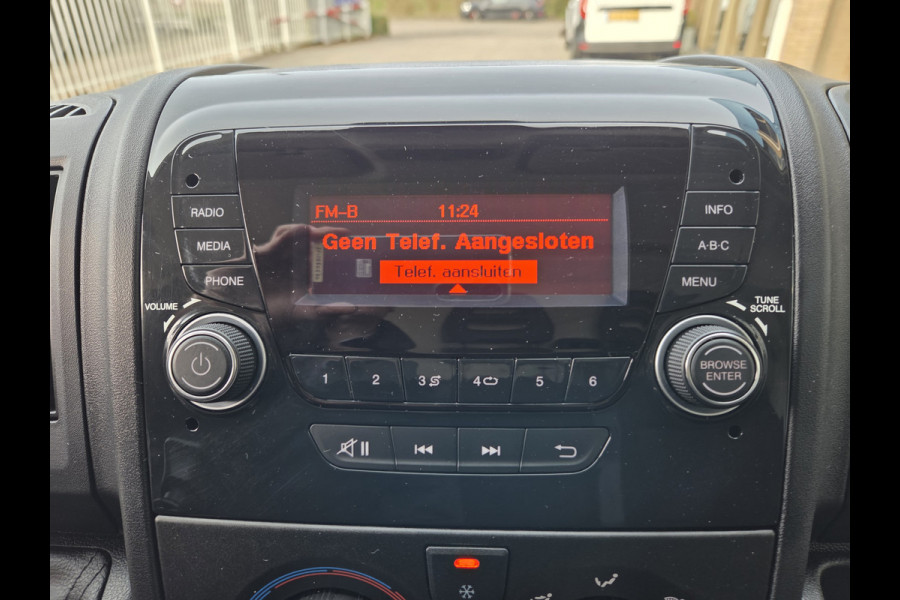 FM-B 11:24
Geen Telef. Aangesloten
Telef. aansluiten
RADIO
MEDIA
PHONE
INFO
A-B-C
MENU
VOLUME
TUNE
SCROLL
BROWSE
ENTER
1 2 3 4 5 6